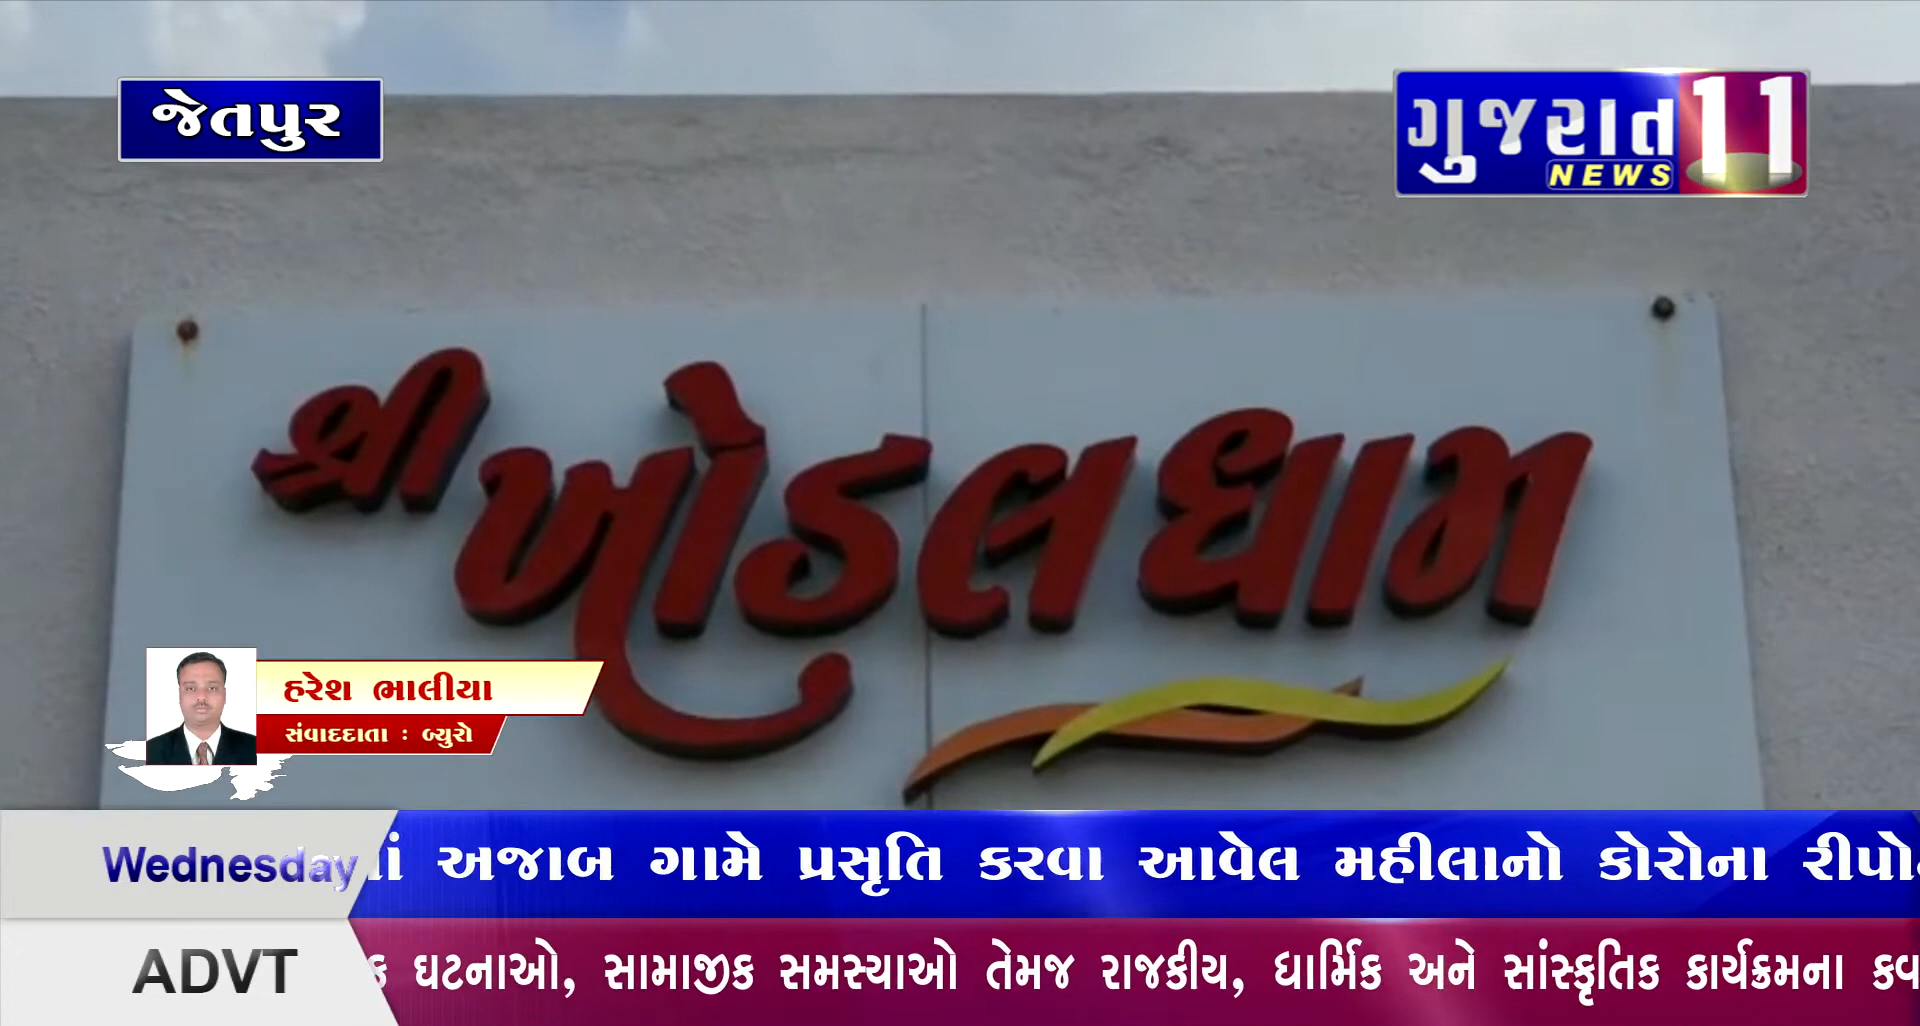 જેતપુર
ગુજરાત 11
NEWS
શ્રી ખોડલધામ
હરેશ ભાલીયા
સંવાદદાતા : બ્યુરો
Wednesday
અજાબ ગામે પ્રસૃતિ કરવા આવેલ મહીલાનો કોરોના
ADVT
ઘટનાઓ, સામાજીક સમસ્યાઓ તેમજ રાજકીય, ધાર્મિક અને સાંસ્કૃતિક કાર્યક્રમના